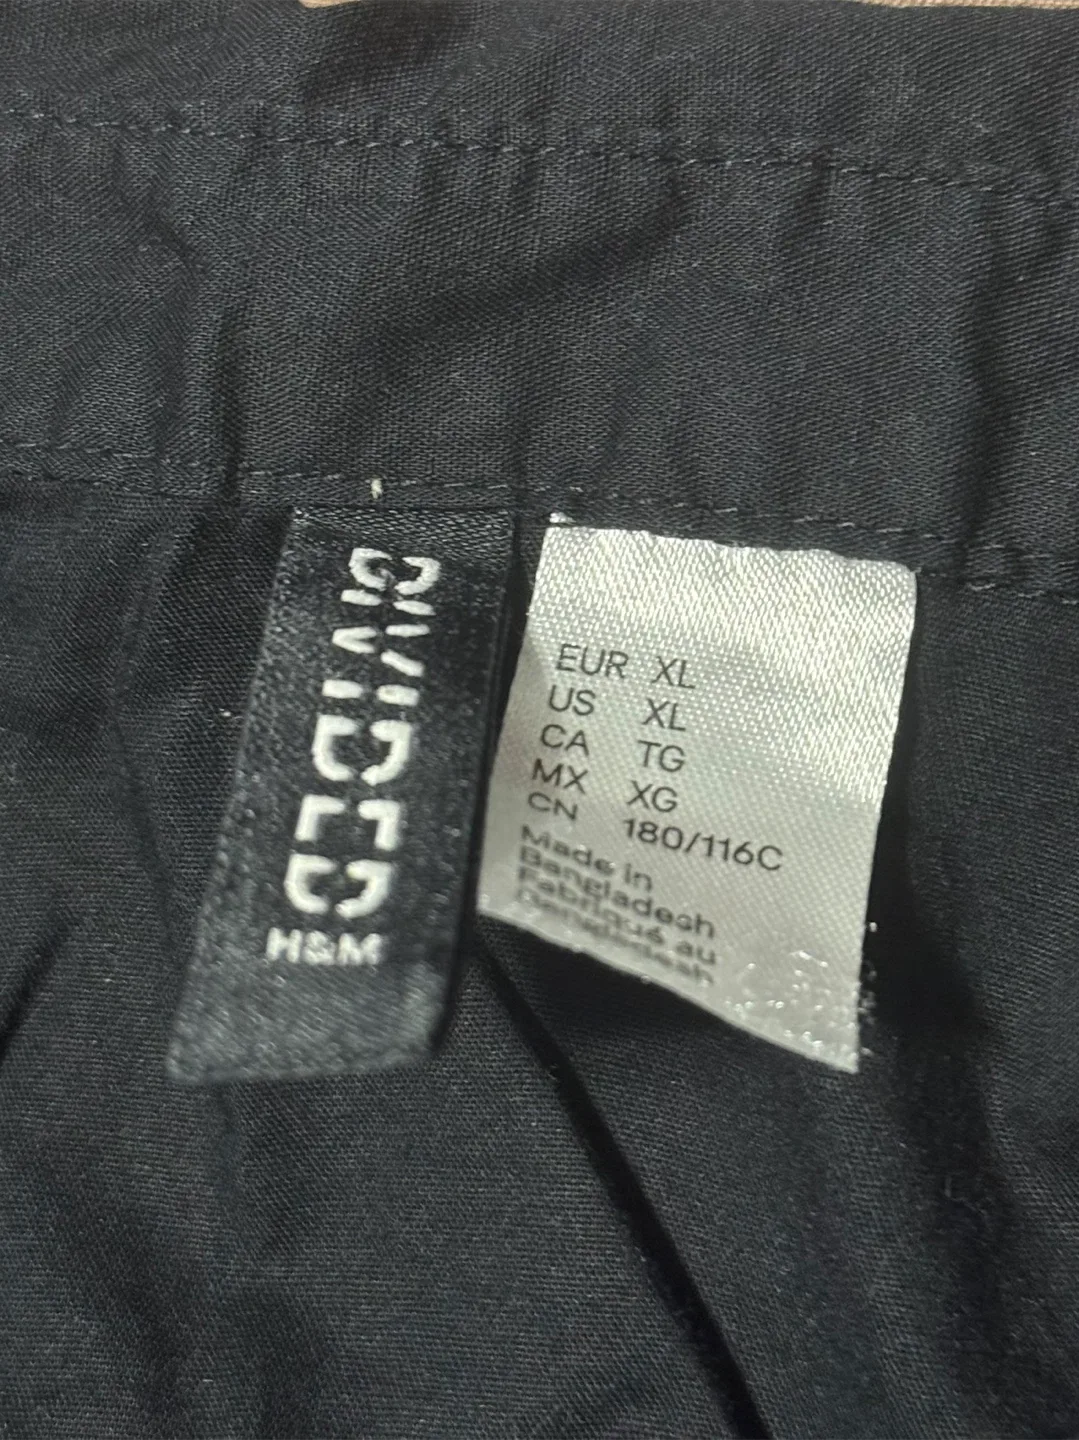 DIVIDED
H&M
EUR XL
US XL
CA TG
MX XG
CN 180/116C
Made in
Bangladesh
Fabriqué au
Bangladesh